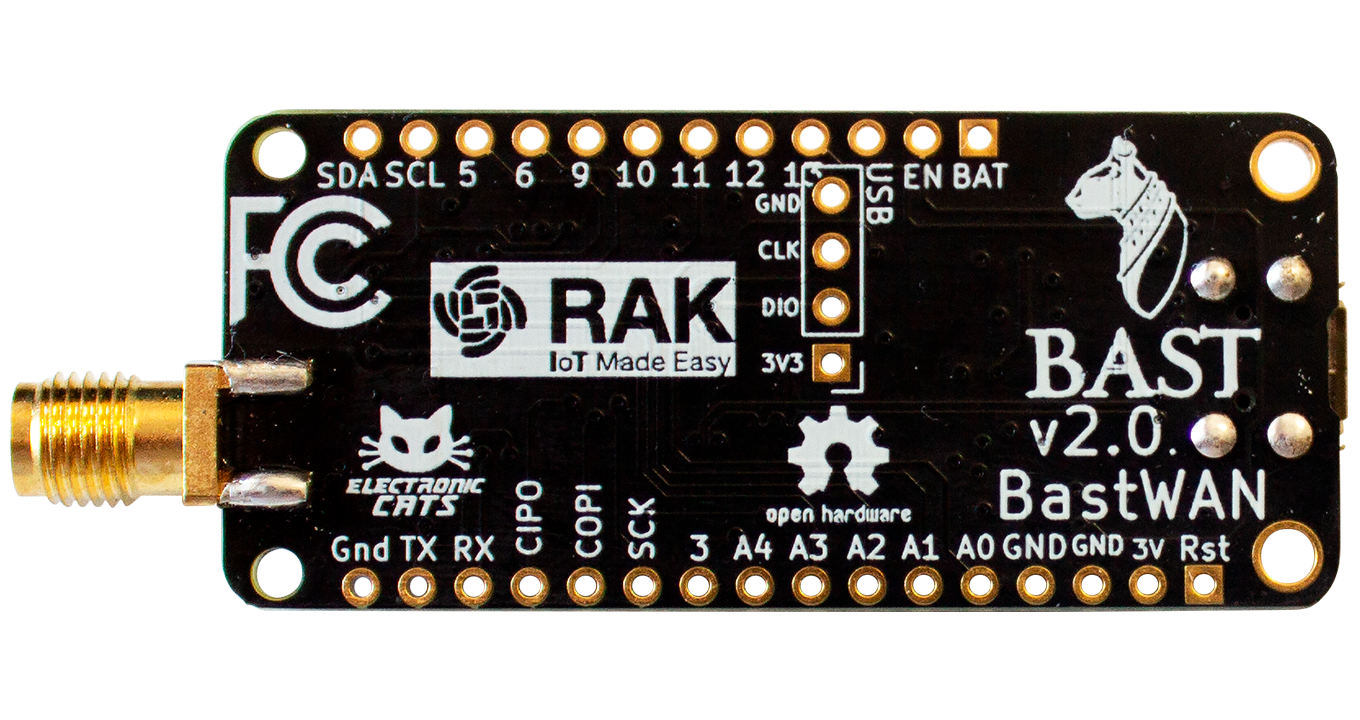 SDA SCL 5 6 9 10 11 12 13 USB EN BAT
GND
CLK
DIO
3V3
FCC
RAK
IoT Made Easy
BAST
v2.0.
BastWAN
ELECTRONIC
CATS
open hardware
Gnd TX RX CIPO COPI SCK 3 A4 A3 A2 A1 A0 GND GND 3V Rst